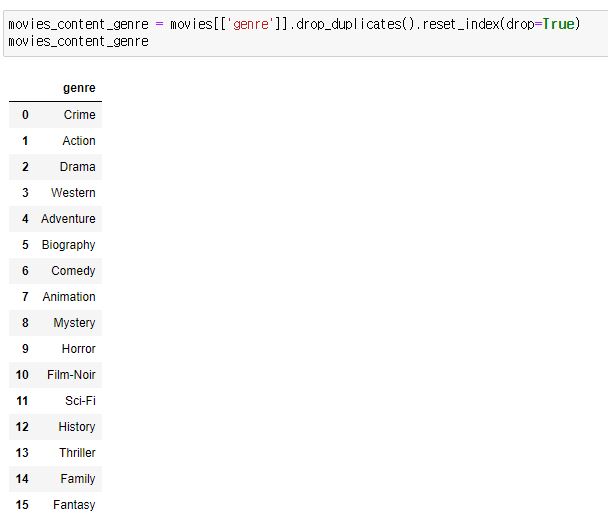 movies_content_genre = movies[['genre']].drop_duplicates().reset_index(drop=True)
movies_content_genre
genre
0 Crime
1 Action
2 Drama
3 Western
4 Adventure
5 Biography
6 Comedy
7 Animation
8 Mystery
9 Horror
10 Film-Noir
11 Sci-Fi
12 History
13 Thriller
14 Family
15 Fantasy